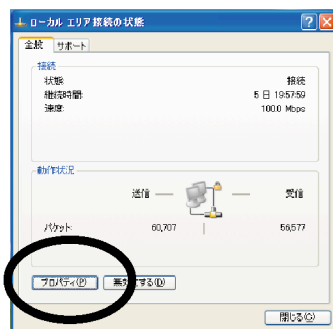 ローカル エリア接続の状態
全般 サポート
接続
状態: 接続
継続時間: 5 日 19:57:59
速度: 100.0 Mbps
動作状況
送信 — — 受信
パケット: 60,707 | 56,577
プロパティ(P) 無効にする(D)
閉じる(C)